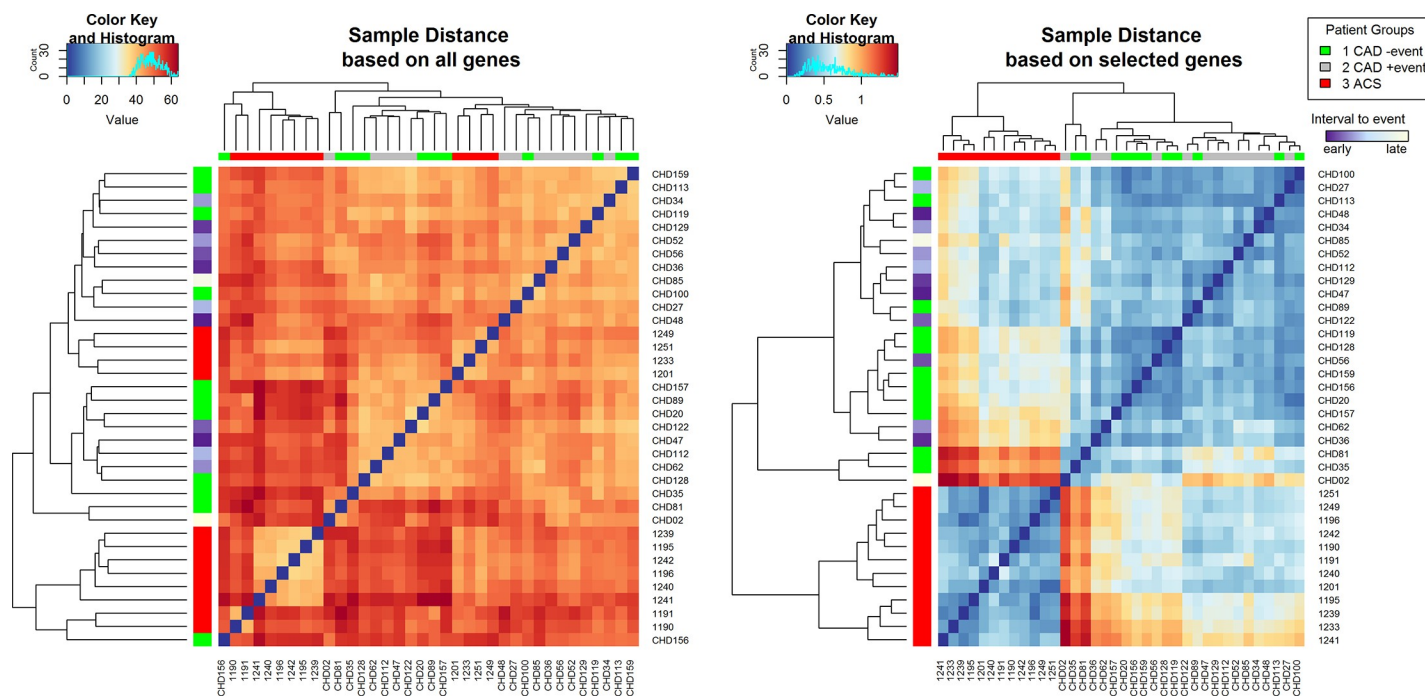 Color Key
and Histogram
Count
0
30
0
20
40
60
Value
Sample Distance
based on all genes
CHD159
CHD113
CHD34
CHD119
CHD129
CHD52
CHD56
CHD36
CHD85
CHD100
CHD27
CHD48
1249
1251
1233
1201
CHD157
CHD89
CHD20
CHD122
CHD47
CHD112
CHD62
CHD128
CHD35
CHD81
CHD02
1239
1195
1242
1196
1240
1241
1191
1190
CHD156
CHD156
1190
1191
1241
1240
1196
1242
1195
1239
CHD02
CHD81
CHD35
CHD128
CHD62
CHD112
CHD47
CHD122
CHD20
CHD89
CHD157
1201
1233
1251
1249
CHD48
CHD27
CHD100
CHD85
CHD36
CHD56
CHD52
CHD129
CHD119
CHD34
CHD113
CHD159
Color Key
and Histogram
Count
0
30
0
0.5
1
Value
Sample Distance
based on selected genes
Patient Groups
1 CAD -event
2 CAD +event
3 ACS
Interval to event
early late
CHD100
CHD27
CHD113
CHD48
CHD34
CHD85
CHD52
CHD112
CHD129
CHD47
CHD89
CHD122
CHD119
CHD128
CHD56
CHD159
CHD156
CHD20
CHD157
CHD62
CHD36
CHD81
CHD35
CHD02
1251
1249
1196
1242
1190
1191
1240
1201
1195
1239
1233
1241
1241
1233
1239
1195
1201
1240
1191
1190
1242
1196
1249
1251
CHD02
CHD35
CHD81
CHD36
CHD62
CHD157
CHD20
CHD156
CHD159
CHD56
CHD128
CHD119
CHD122
CHD89
CHD47
CHD129
CHD112
CHD52
CHD85
CHD34
CHD48
CHD113
CHD27
CHD100